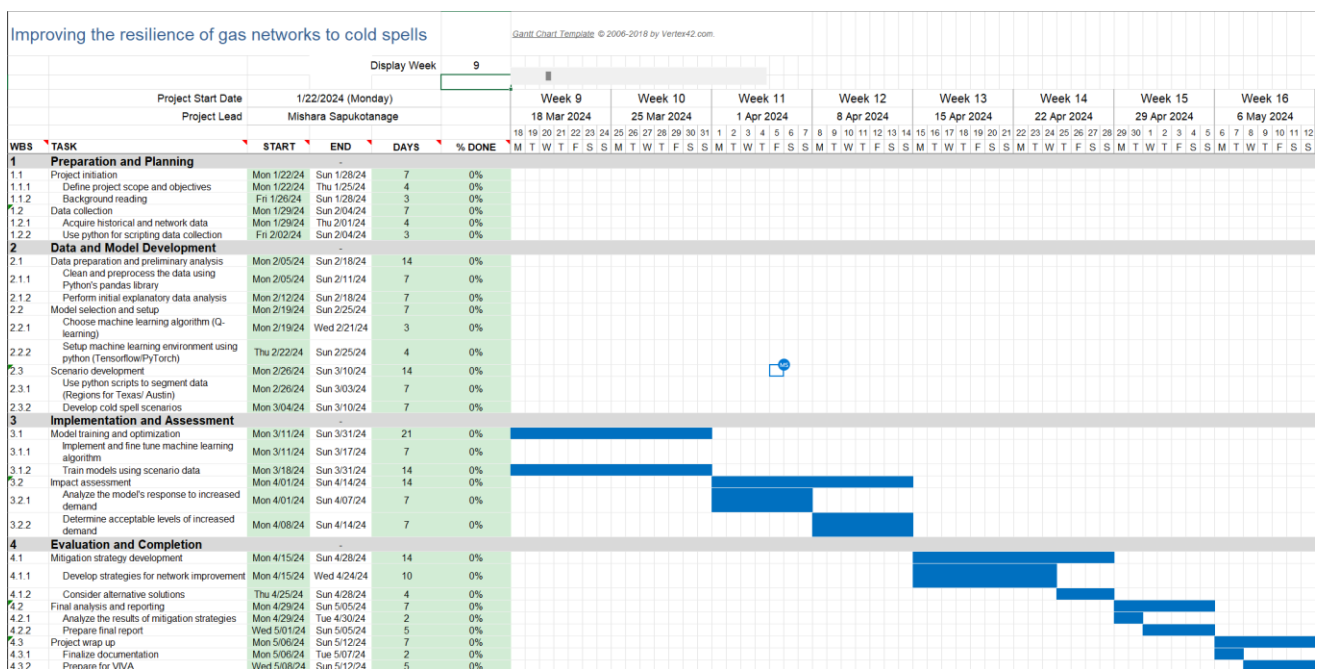 Improving the resilience of gas networks to cold spells
Gantt Chart Template © 2006-2018 by Vertex42.com.
Display Week 9
Project Start Date 1/22/2024 (Monday) Week 9 Week 10 Week 11 Week 12 Week 13 Week 14 Week 15 Week 16
Project Lead Mishara Sapukotanage 18 Mar 2024 25 Mar 2024 1 Apr 2024 8 Apr 2024 15 Apr 2024 22 Apr 2024 29 Apr 2024 6 May 2024
18 19 20 21 22 23 24 25 26 27 28 29 30 31 1 2 3 4 5 6 7 8 9 10 11 12 13 14 15 16 17 18 19 20 21 22 23 24 25 26 27 28 29 30 1 2 3 4 5 6 7 8 9 10 11 12
WBS TASK START END DAYS % DONE M T W T F S S M T W T F S S M T W T F S S M T W T F S S M T W T F S S M T W T F S S M T W T F S S M T W T F S S
1 Preparation and Planning -
1.1 Project initiation Mon 1/22/24 Sun 1/28/24 7 0%
1.1.1 Define project scope and objectives Mon 1/22/24 Thu 1/25/24 4 0%
1.1.2 Background reading Fri 1/26/24 Sun 1/28/24 3 0%
1.2 Data collection Mon 1/29/24 Sun 2/04/24 7 0%
1.2.1 Acquire historical and network data Mon 1/29/24 Thu 2/01/24 4 0%
1.2.2 Use python for scripting data collection Fri 2/02/24 Sun 2/04/24 3 0%
2 Data and Model Development -
2.1 Data preparation and preliminary analysis Mon 2/05/24 Sun 2/18/24 14 0%
2.1.1 Clean and preprocess the data using
Python's pandas library Mon 2/05/24 Sun 2/11/24 7 0%
2.1.2 Perform initial explanatory data analysis Mon 2/12/24 Sun 2/18/24 7 0%
2.2 Model selection and setup Mon 2/19/24 Sun 2/25/24 7 0%
2.2.1 Choose machine learning algorithm (Q-
learning) Mon 2/19/24 Wed 2/21/24 3 0%
2.2.2 Setup machine learning environment using
python (Tensorflow/PyTorch) Thu 2/22/24 Sun 2/25/24 4 0%
2.3 Scenario development Mon 2/26/24 Sun 3/10/24 14 0% MS
2.3.1 Use python scripts to segment data
(Regions for Texas/ Austin) Mon 2/26/24 Sun 3/03/24 7 0%
2.3.2 Develop cold spell scenarios Mon 3/04/24 Sun 3/10/24 7 0%
3 Implementation and Assessment -
3.1 Model training and optimization Mon 3/11/24 Sun 3/31/24 21 0%
3.1.1 Implement and fine tune machine learning
algorithm Mon 3/11/24 Sun 3/17/24 7 0%
3.1.2 Train models using scenario data Mon 3/18/24 Sun 3/31/24 14 0%
3.2 Impact assessment Mon 4/01/24 Sun 4/14/24 14 0%
3.2.1 Analyze the model's response to increased
demand Mon 4/01/24 Sun 4/07/24 7 0%
3.2.2 Determine acceptable levels of increased
demand Mon 4/08/24 Sun 4/14/24 7 0%
4 Evaluation and Completion -
4.1 Mitigation strategy development Mon 4/15/24 Sun 4/28/24 14 0%
4.1.1 Develop strategies for network improvement Mon 4/15/24 Wed 4/24/24 10 0%
4.1.2 Consider alternative solutions Thu 4/25/24 Sun 4/28/24 4 0%
4.2 Final analysis and reporting Mon 4/29/24 Sun 5/05/24 7 0%
4.2.1 Analyze the results of mitigation strategies Mon 4/29/24 Tue 4/30/24 2 0%
4.2.2 Prepare final report Wed 5/01/24 Sun 5/05/24 5 0%
4.3 Project wrap up Mon 5/06/24 Sun 5/12/24 7 0%
4.3.1 Finalize documentation Mon 5/06/24 Tue 5/07/24 2 0%
4.3.2 Prepare for VIVA Wed 5/08/24 Sun 5/12/24 5 0%